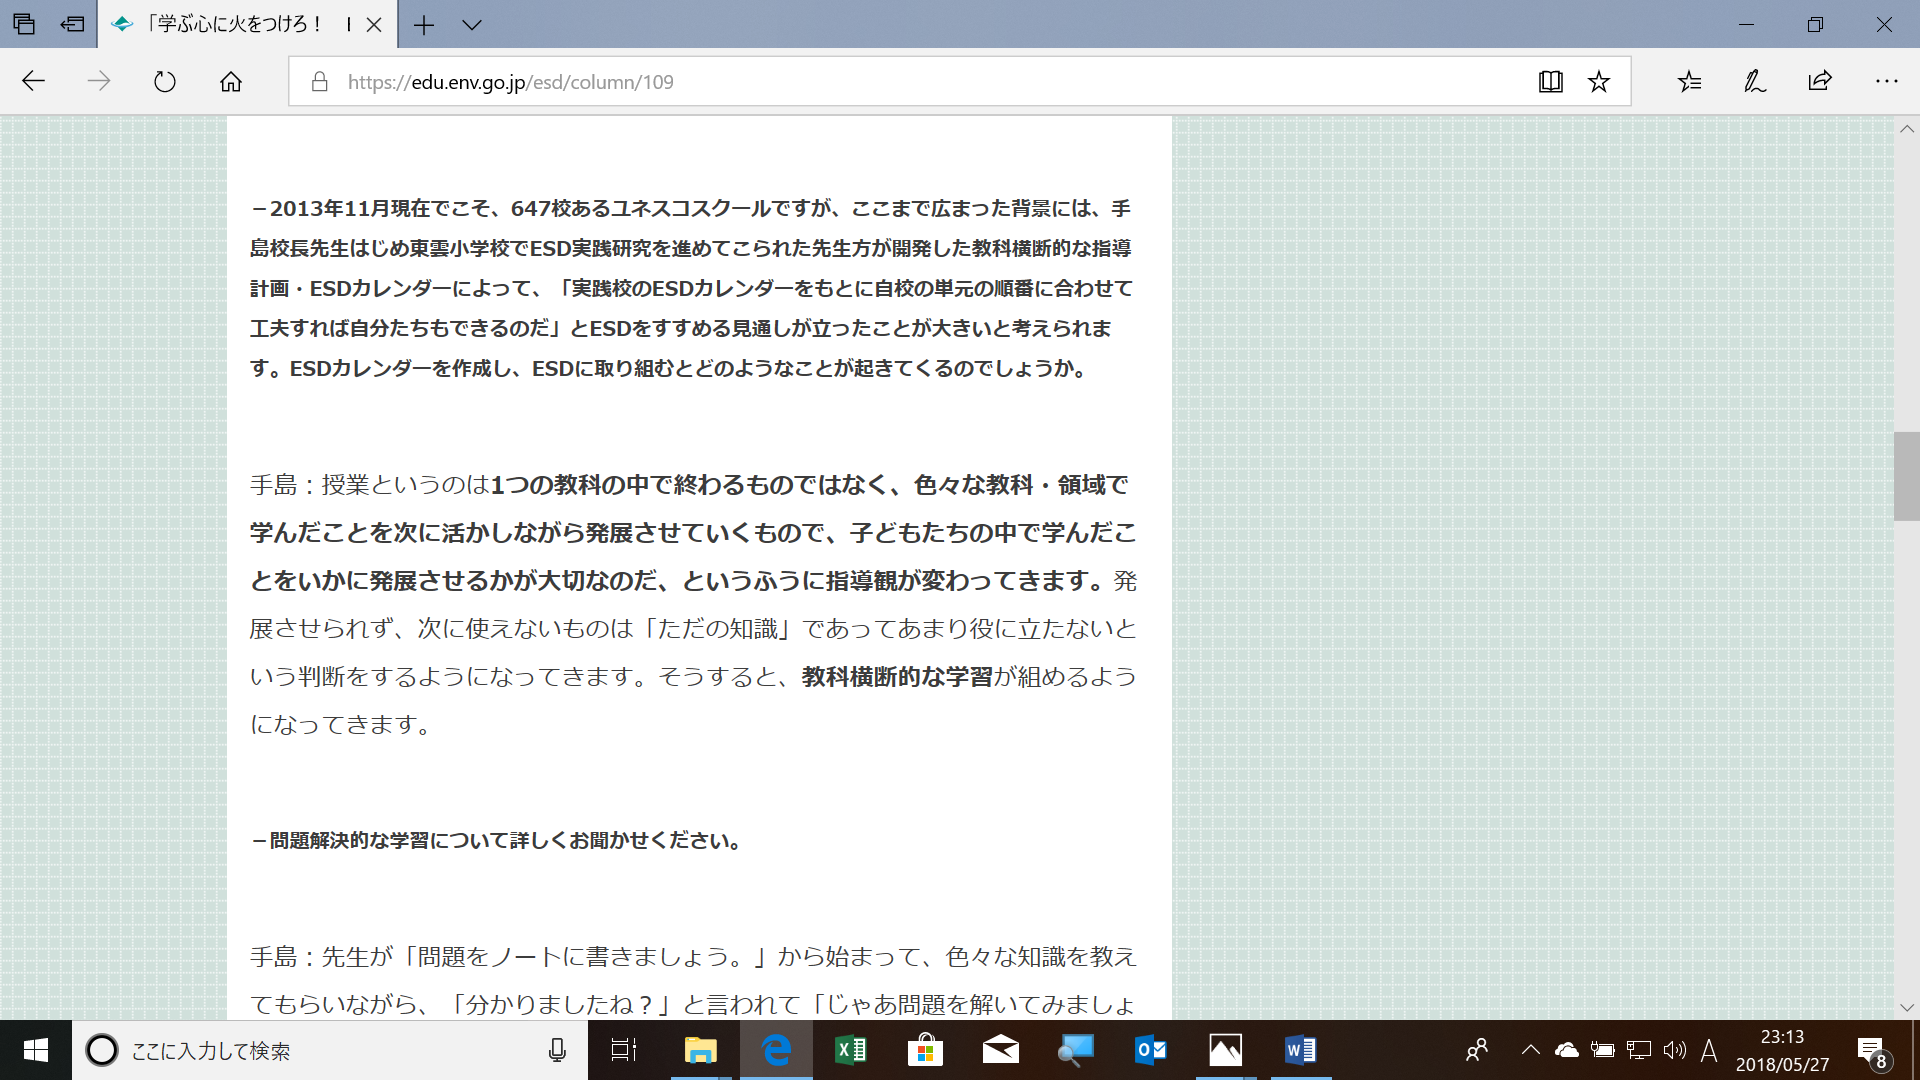 「学ぶ心に火をつけろ！
https://edu.env.go.jp/esd/column/109
－2013年11月現在でこそ、647校あるユネスコスクールですが、ここまで広まった背景には、手
島校長先生はじめ東雲小学校でESD実践研究を進めてこられた先生方が開発した教科横断的な指導
計画・ESDカレンダーによって、「実践校のESDカレンダーをもとに自校の単元の順番に合わせて
工夫すれば自分たちもできるのだ」とESDをすすめる見通しが立ったことが大きいと考えられま
す。ESDカレンダーを作成し、ESDに取り組むとどのようなことが起きてくるのでしょうか。
手島：授業というのは1つの教科の中で終わるものではなく、色々な教科・領域で
学んだことを次に活かしながら発展させていくもので、子どもたちの中で学んだこ
とをいかに発展させるかが大切なのだ、というふうに指導観が変わってきます。発
展させられず、次に使えないものは「ただの知識」であってあまり役に立たないと
いう判断をするようになってきます。そうすると、教科横断的な学習が組めるよう
になってきます。
－問題解決的な学習について詳しくお聞かせください。
手島：先生が「問題をノートに書きましょう。」から始まって、色々な知識を教え
てもらいながら、「分かりましたね？」と言われて「じゃあ問題を解いてみましょ
ここに入力して検索
A
23:13
2018/05/27
8